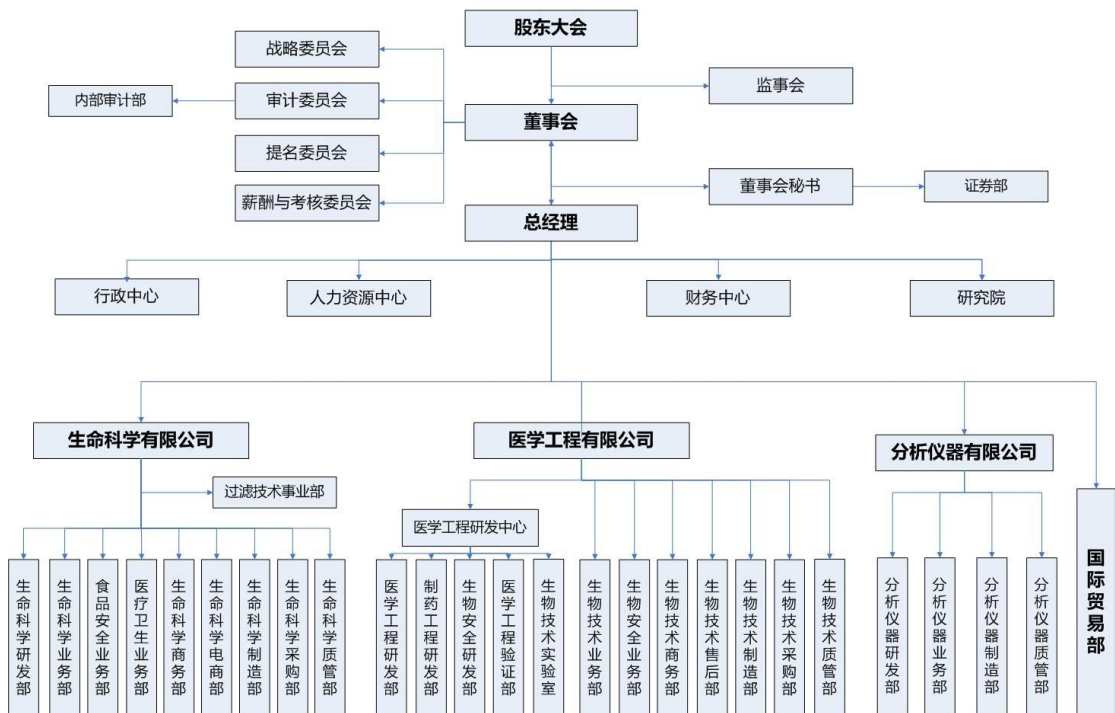 股东大会
战略委员会
监事会
内部审计部
审计委员会
董事会
提名委员会
董事会秘书
证券部
薪酬与考核委员会
总经理
行政中心
人力资源中心
财务中心
研究院
生命科学有限公司
医学工程有限公司
分析仪器有限公司
过滤技术事业部
医学工程研发中心
生命科学研发部
生命科学业务部
食品安全业务部
医疗卫生业务部
生命科学商务部
生命科学电商部
生命科学制造部
生命科学采购部
生命科学质管部
医学工程研发部
制药工程研发部
生物安全研发部
医学工程验证部
生物技术实验室
生物技术业务部
生物安全业务部
生物技术商务部
生物技术售后部
生物技术制造部
生物技术采购部
生物技术质管部
分析仪器研发部
分析仪器业务部
分析仪器制造部
分析仪器质管部
国际贸易部